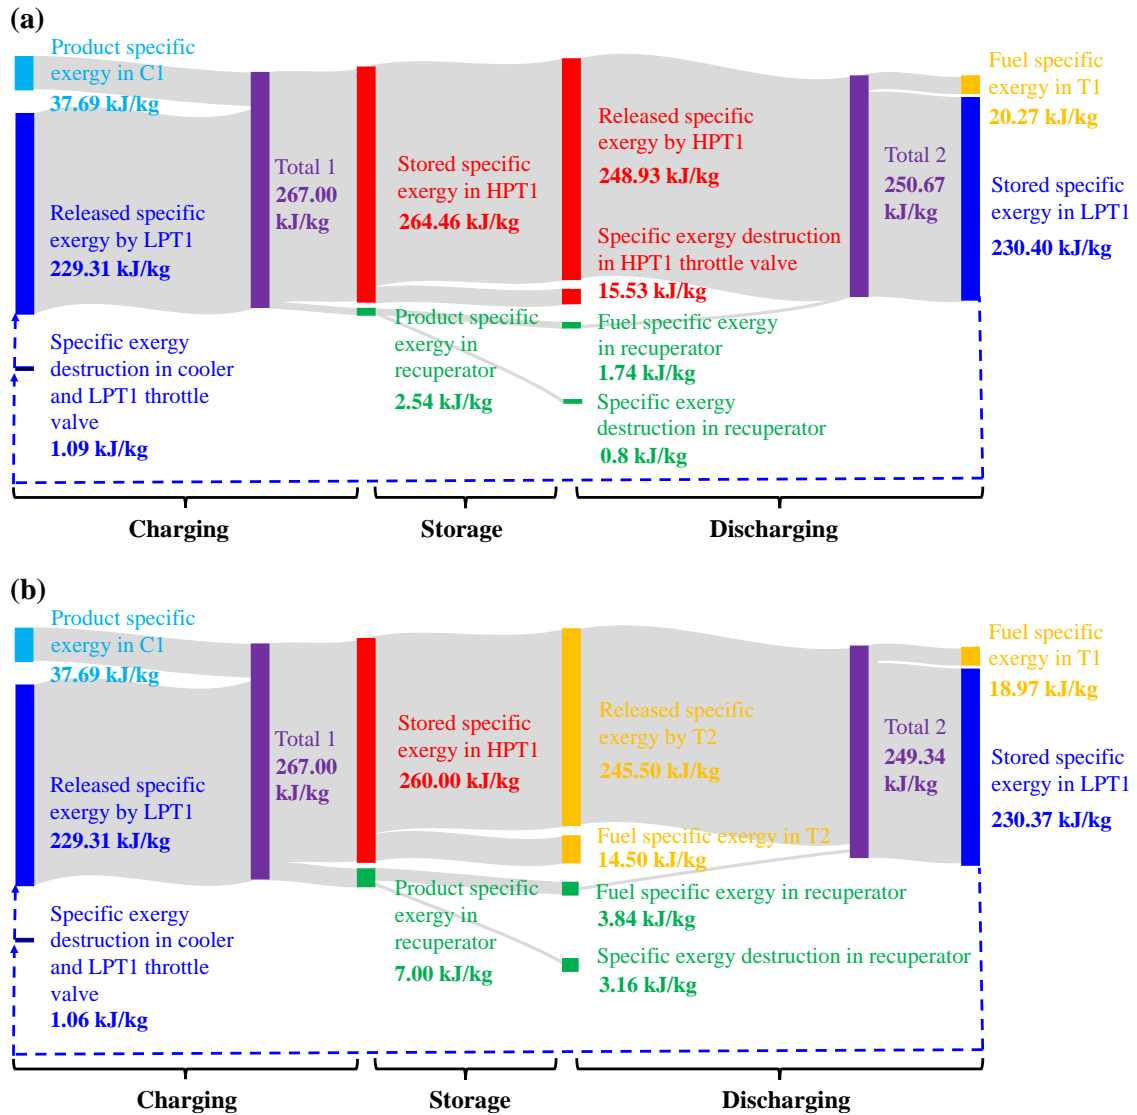 (a)
Product specific
exergy in C1
37.69 kJ/kg
Released specific
exergy by LPT1
229.31 kJ/kg
Specific exergy
destruction in cooler
and LPT1 throttle
valve
1.09 kJ/kg
Total 1
267.00
kJ/kg
Stored specific
exergy in HPT1
264.46 kJ/kg
Product specific
exergy in
recuperator
2.54 kJ/kg
Released specific
exergy by HPT1
248.93 kJ/kg
Specific exergy destruction
in HPT1 throttle valve
15.53 kJ/kg
Fuel specific exergy
in recuperator
1.74 kJ/kg
Specific exergy
destruction in recuperator
0.8 kJ/kg
Total 2
250.67
kJ/kg
Fuel specific
exergy in T1
20.27 kJ/kg
Stored specific
exergy in LPT1
230.40 kJ/kg
Charging
Storage
Discharging
(b)
Product specific
exergy in C1
37.69 kJ/kg
Released specific
exergy by LPT1
229.31 kJ/kg
Specific exergy
destruction in cooler
and LPT1 throttle
valve
1.06 kJ/kg
Total 1
267.00
kJ/kg
Stored specific
exergy in HPT1
260.00 kJ/kg
Product specific
exergy in
recuperator
7.00 kJ/kg
Released specific
exergy by T2
245.50 kJ/kg
Fuel specific exergy in T2
14.50 kJ/kg
Fuel specific exergy in recuperator
3.84 kJ/kg
Specific exergy destruction in recuperator
3.16 kJ/kg
Total 2
249.34
kJ/kg
Fuel specific
exergy in T1
18.97 kJ/kg
Stored specific
exergy in LPT1
230.37 kJ/kg
Charging
Storage
Discharging